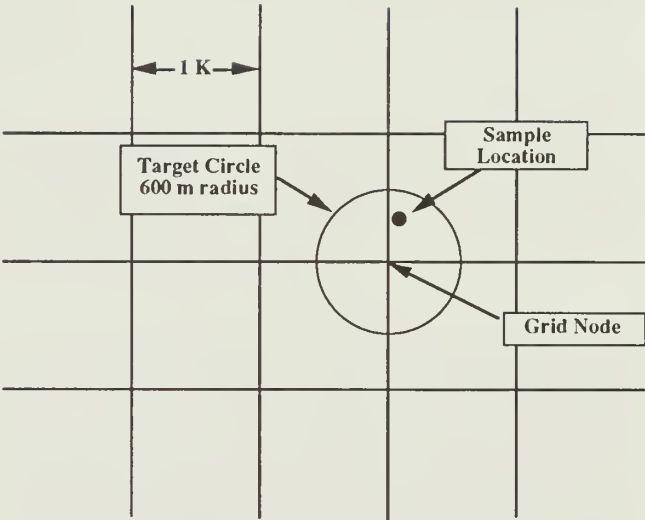 1 K
Sample
Location
Target Circle
600 m radius
Grid Node